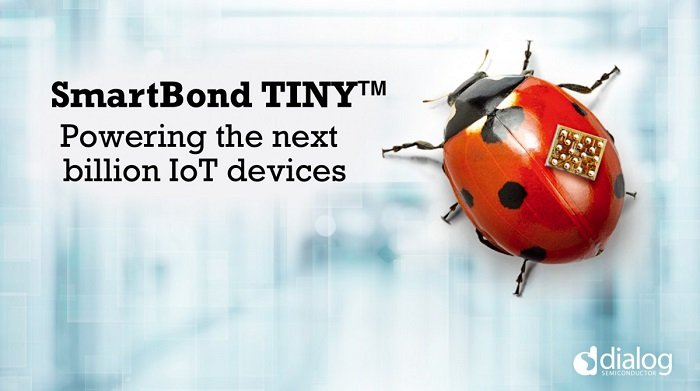 SmartBond TINY™
Powering the next
billion IoT devices
dialog
SEMICONDUCTOR